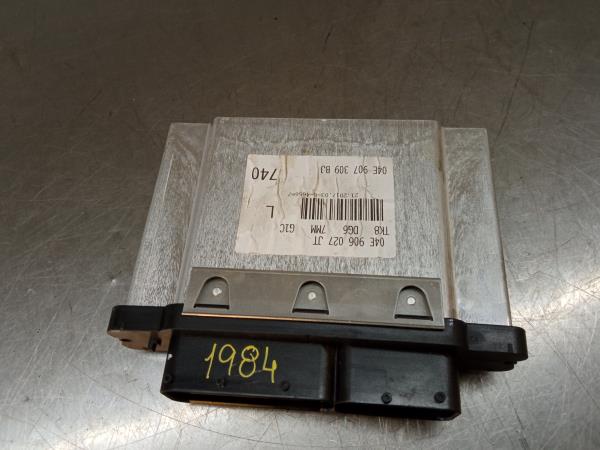 04E 906 027 JT
TK8 DG6 7MM G1C
L
04E 907 309 BJ
740
1984